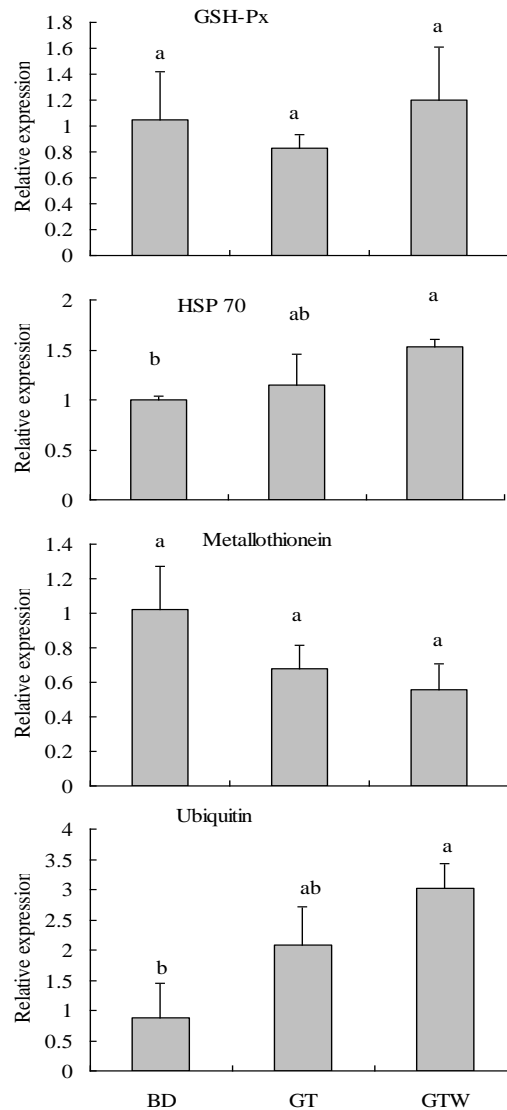 GSH-Px
Relative expression
1.8
1.6
1.4
1.2
1
0.8
0.6
0.4
0.2
0
a
a
a
HSP 70
Relative expression
2
1.5
1
0.5
0
b
ab
a
Metallothionein
Relative expression
1.4
1.2
1
0.8
0.6
0.4
0.2
0
a
a
a
Ubiquitin
Relative expression
4
3.5
3
2.5
2
1.5
1
0.5
0
b
ab
a
BD GT GTW